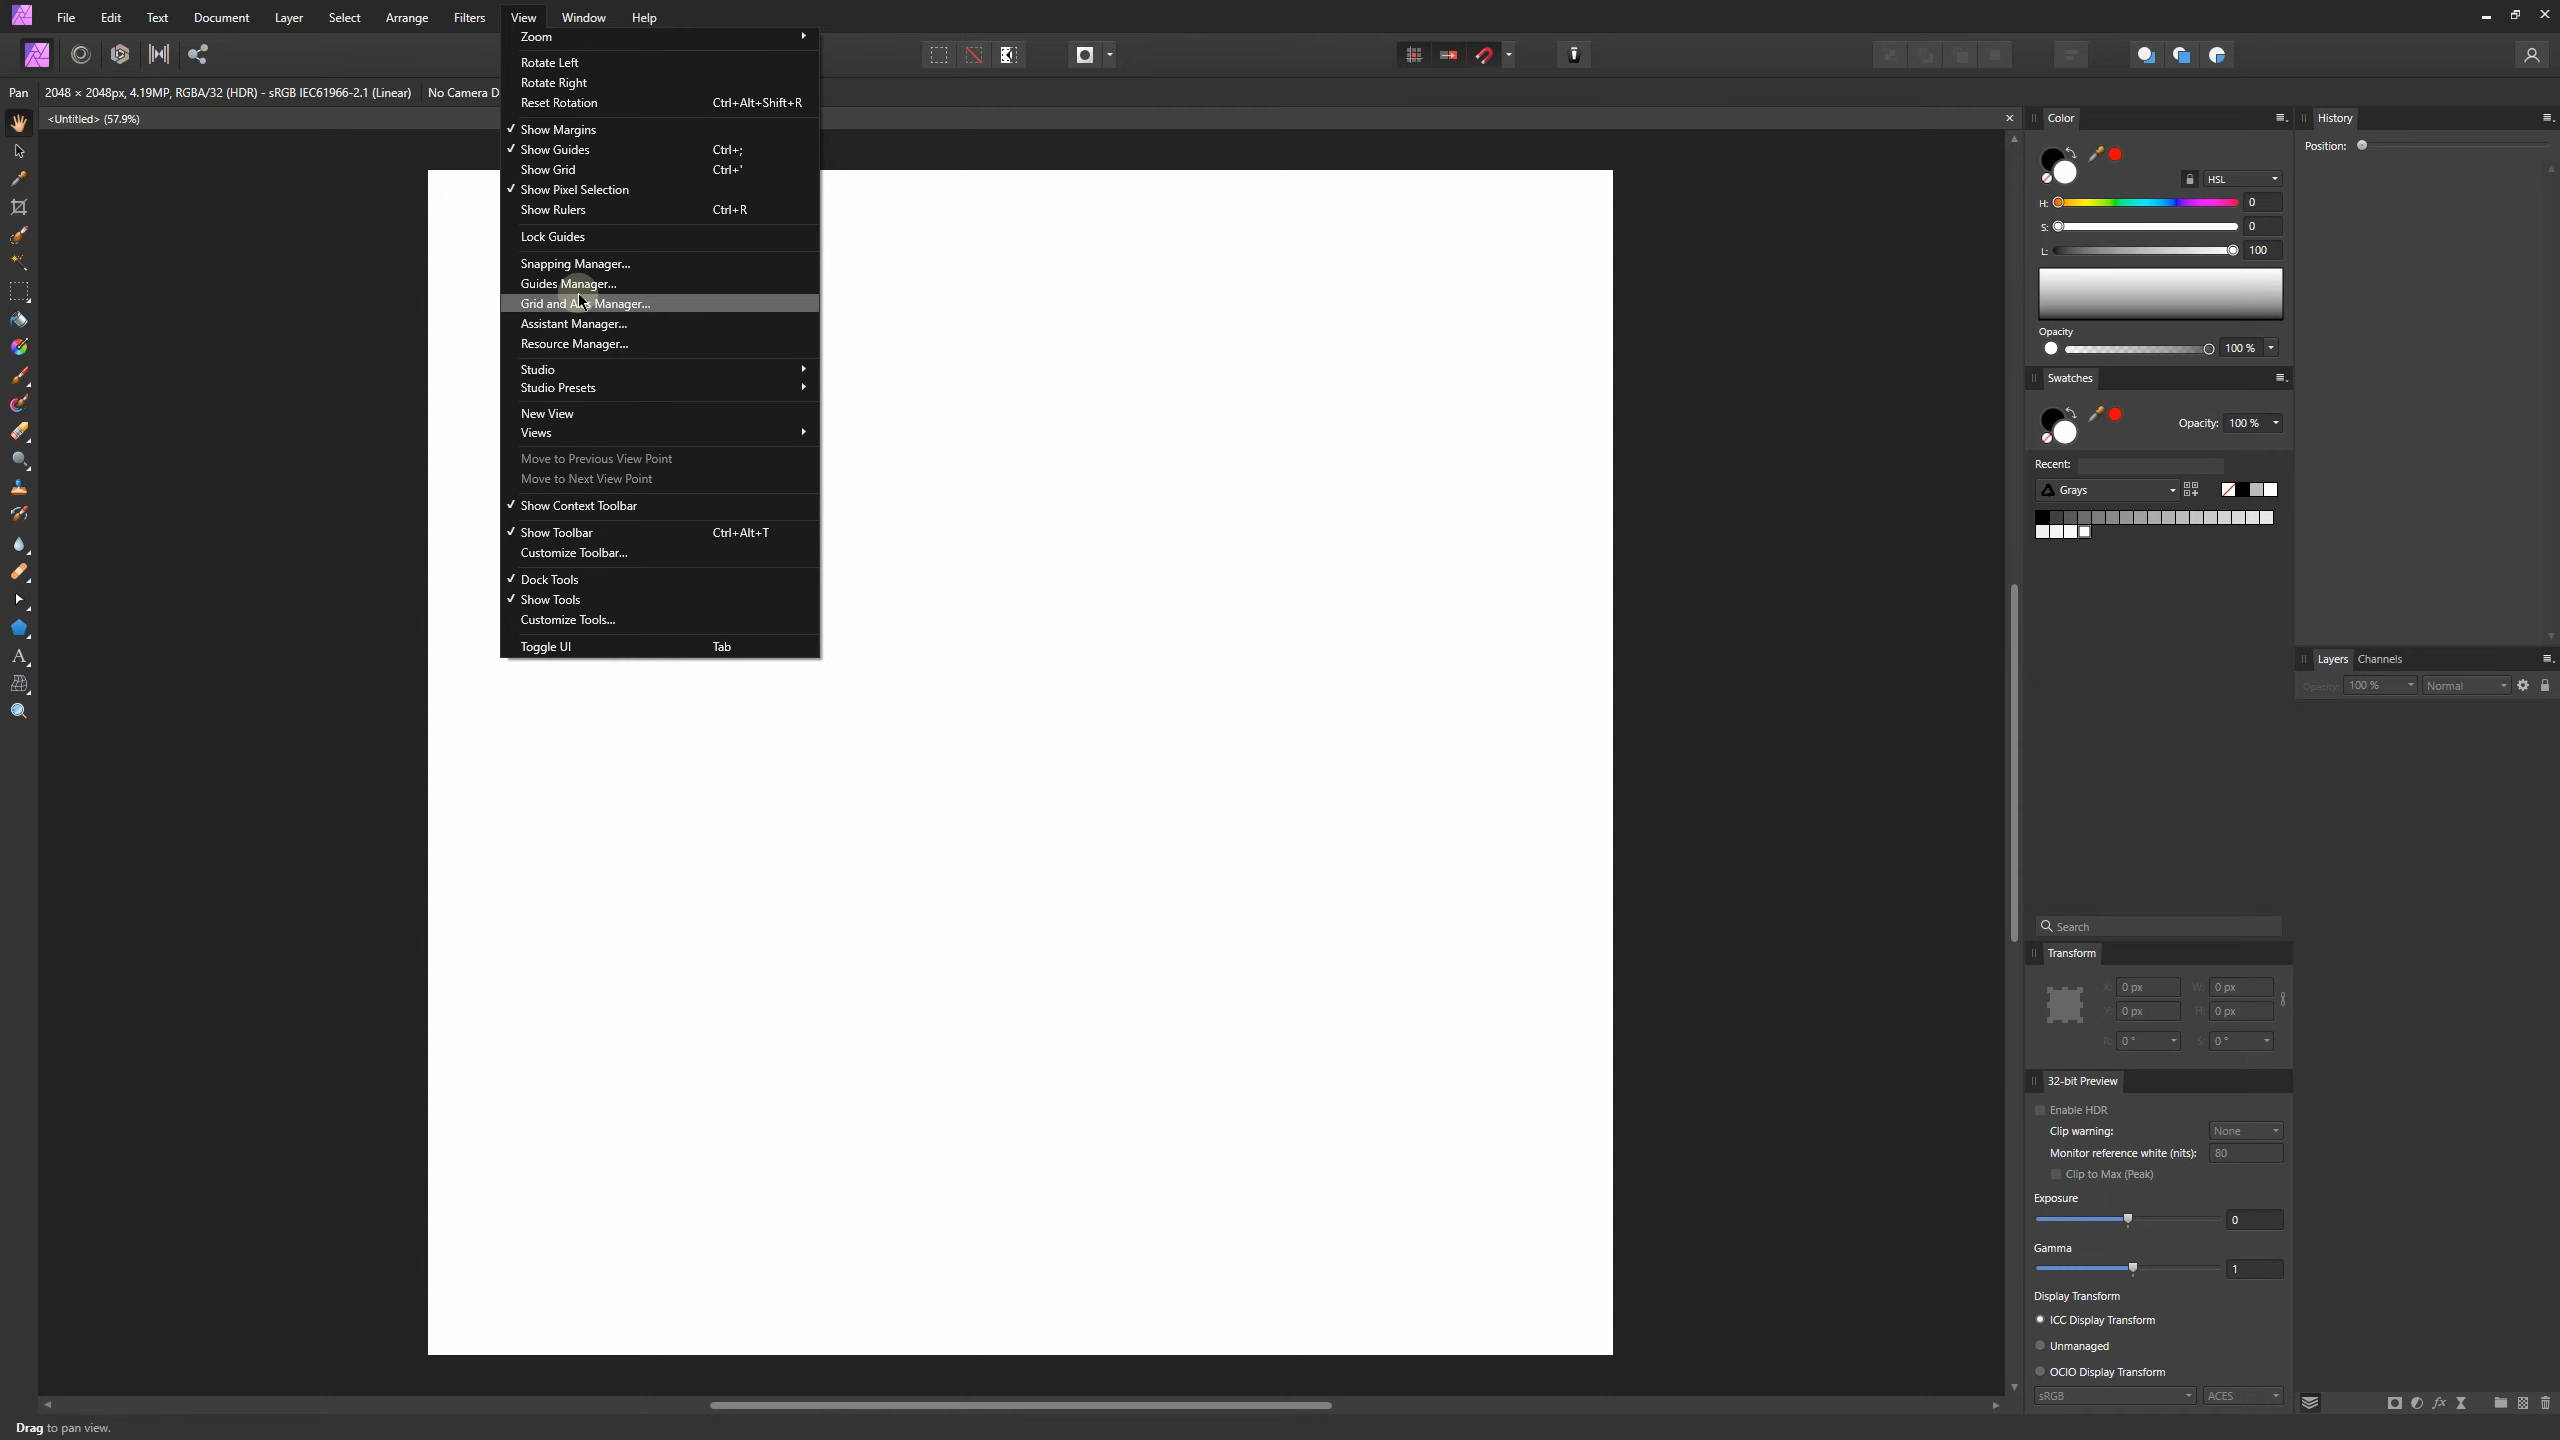 File Edit Text Document Layer Select Arrange Filters View Window Help
Pan 2048 × 2048px, 4.19MP, RGBA/32 (HDR) - sRGB IEC61966-2.1 (Linear) No Camera D
<Untitled> (57.9%)
Zoom
Rotate Left
Rotate Right
Reset Rotation Ctrl+Alt+Shift+R
Show Margins
Show Guides Ctrl+;
Show Grid Ctrl+'
Show Pixel Selection
Show Rulers Ctrl+R
Lock Guides
Snapping Manager...
Guides Manager...
Grid and Axis Manager...
Assistant Manager...
Resource Manager...
Studio
Studio Presets
New View
Views
Move to Previous View Point
Move to Next View Point
Show Context Toolbar
Show Toolbar Ctrl+Alt+T
Customize Toolbar...
Dock Tools
Show Tools
Customize Tools...
Toggle UI Tab
Color
HSL
H: 0
S: 0
L: 100
Opacity
100 %
Swatches
Opacity: 100 %
Recent:
Grays
Search
Transform
X: 0 px W: 0 px
Y: 0 px H: 0 px
R: 0 ° S: 0 °
32-bit Preview
Enable HDR
Clip warning: None
Monitor reference white (nits): 80
Clip to Max (Peak)
Exposure
0
Gamma
1
Display Transform
ICC Display Transform
Unmanaged
OCIO Display Transform
sRGB ACES
History
Position:
Layers Channels
Opacity: 100 % Normal
Drag to pan view.